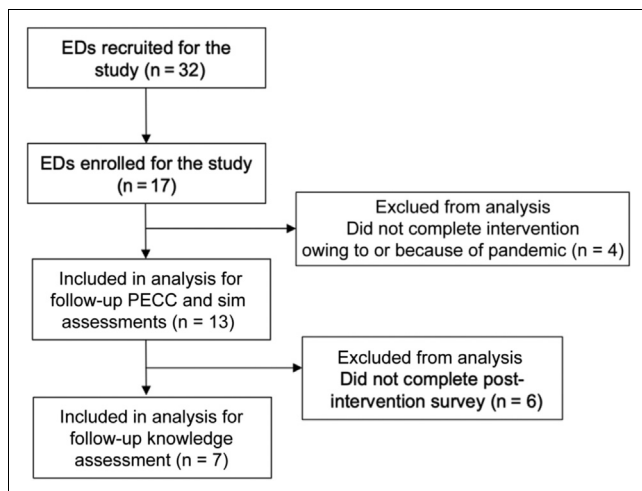 EDs recruited for the
study (n = 32)
EDs enrolled for the study
(n = 17)
Exclued from analysis
Did not complete intervention
owing to or because of pandemic (n = 4)
Included in analysis for
follow-up PECC and sim
assessments (n = 13)
Excluded from analysis
Did not complete post-
intervention survey (n = 6)
Included in analysis for
follow-up knowledge
assessment (n = 7)